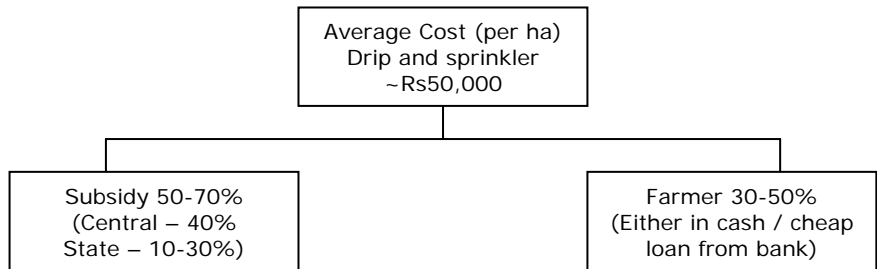 Average Cost (per ha)
Drip and sprinkler
~Rs50,000
Subsidy 50-70%
(Central – 40%
State – 10-30%)
Farmer 30-50%
(Either in cash / cheap
loan from bank)